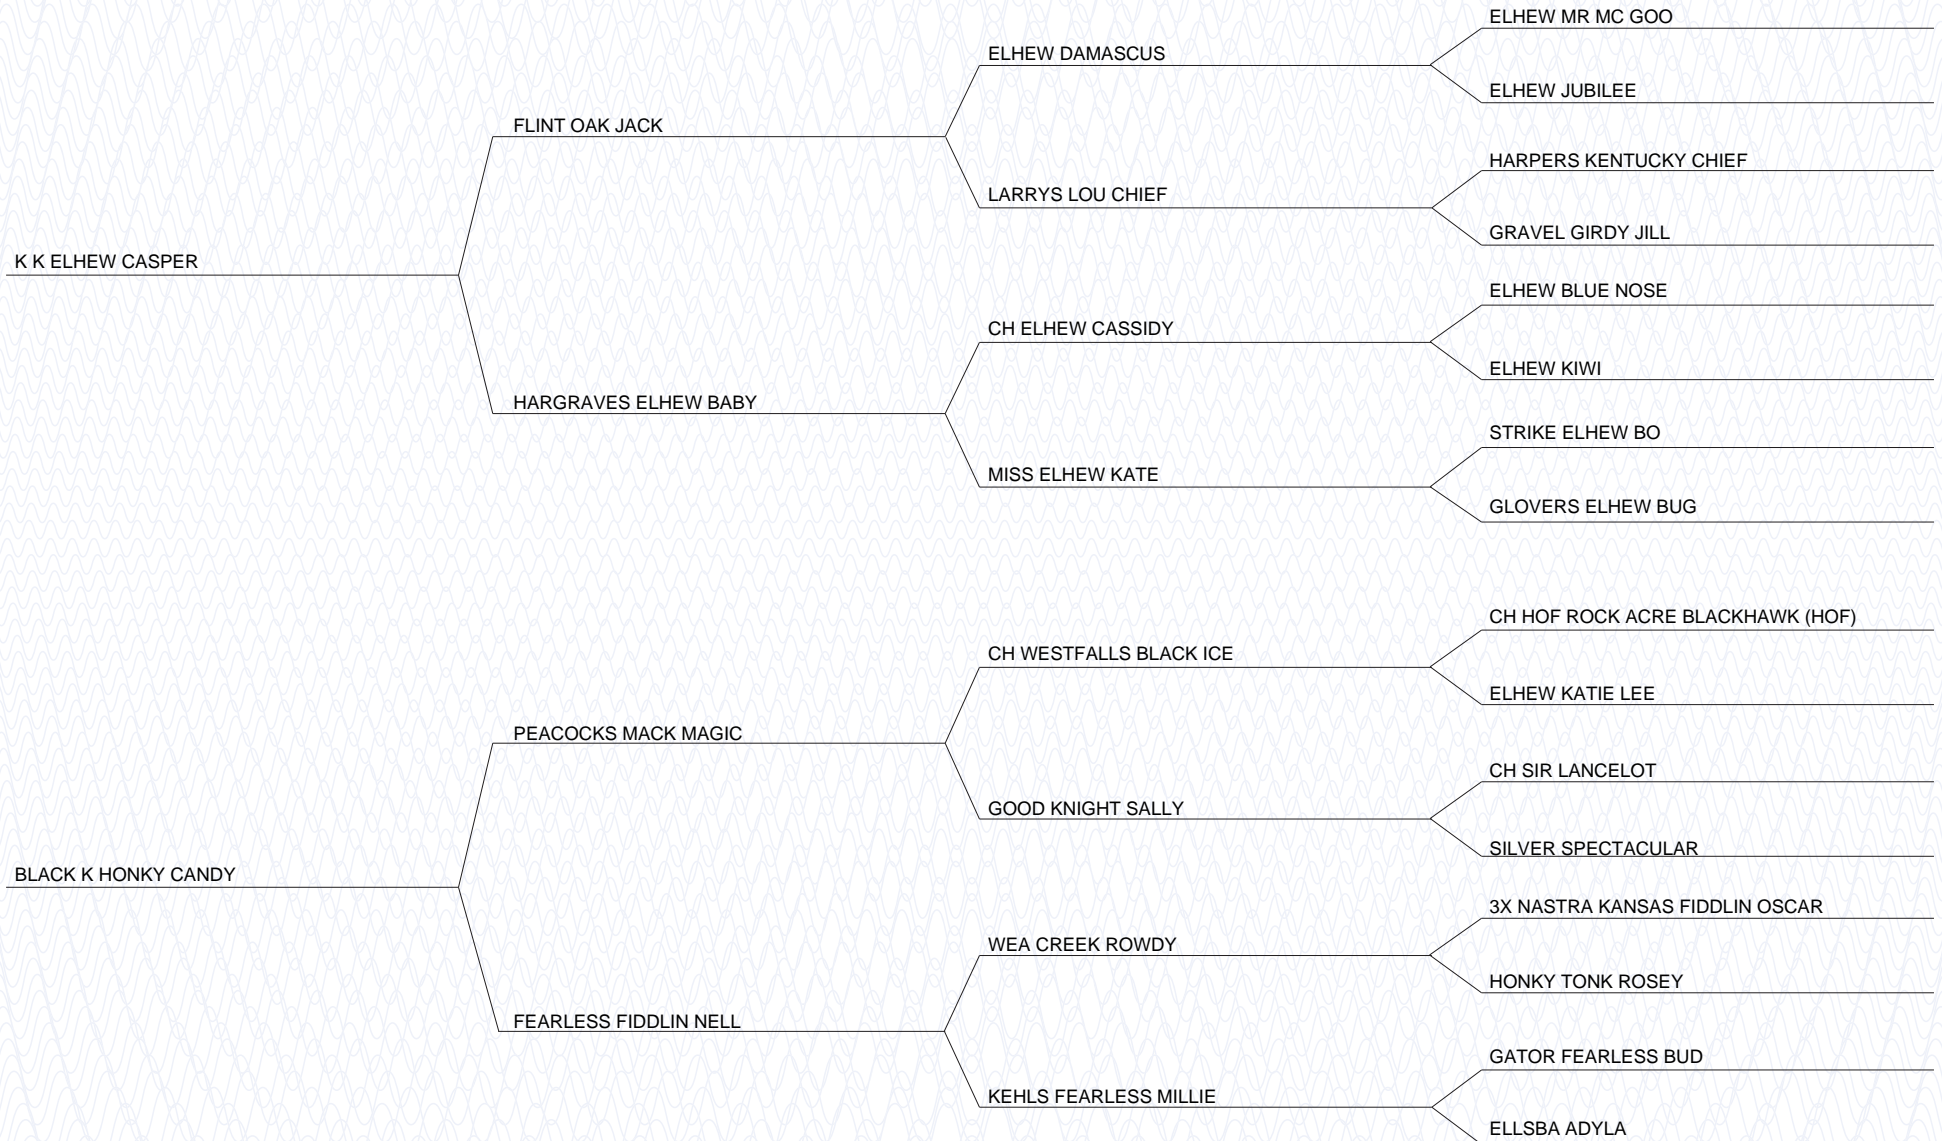 ELHEW MR MC GOO
ELHEW DAMASCUS
ELHEW JUBILEE
FLINT OAK JACK
HARPERS KENTUCKY CHIEF
LARRYS LOU CHIEF
GRAVEL GIRDY JILL
K K ELHEW CASPER
ELHEW BLUE NOSE
CH ELHEW CASSIDY
ELHEW KIWI
HARGRAVES ELHEW BABY
STRIKE ELHEW BO
MISS ELHEW KATE
GLOVERS ELHEW BUG
CH HOF ROCK ACRE BLACKHAWK (HOF)
CH WESTFALLS BLACK ICE
ELHEW KATIE LEE
PEACOCKS MACK MAGIC
CH SIR LANCELOT
GOOD KNIGHT SALLY
SILVER SPECTACULAR
BLACK K HONKY CANDY
3X NASTRA KANSAS FIDDLIN OSCAR
WEA CREEK ROWDY
HONKY TONK ROSEY
FEARLESS FIDDLIN NELL
GATOR FEARLESS BUD
KEHLS FEARLESS MILLIE
ELLSBA ADYLA